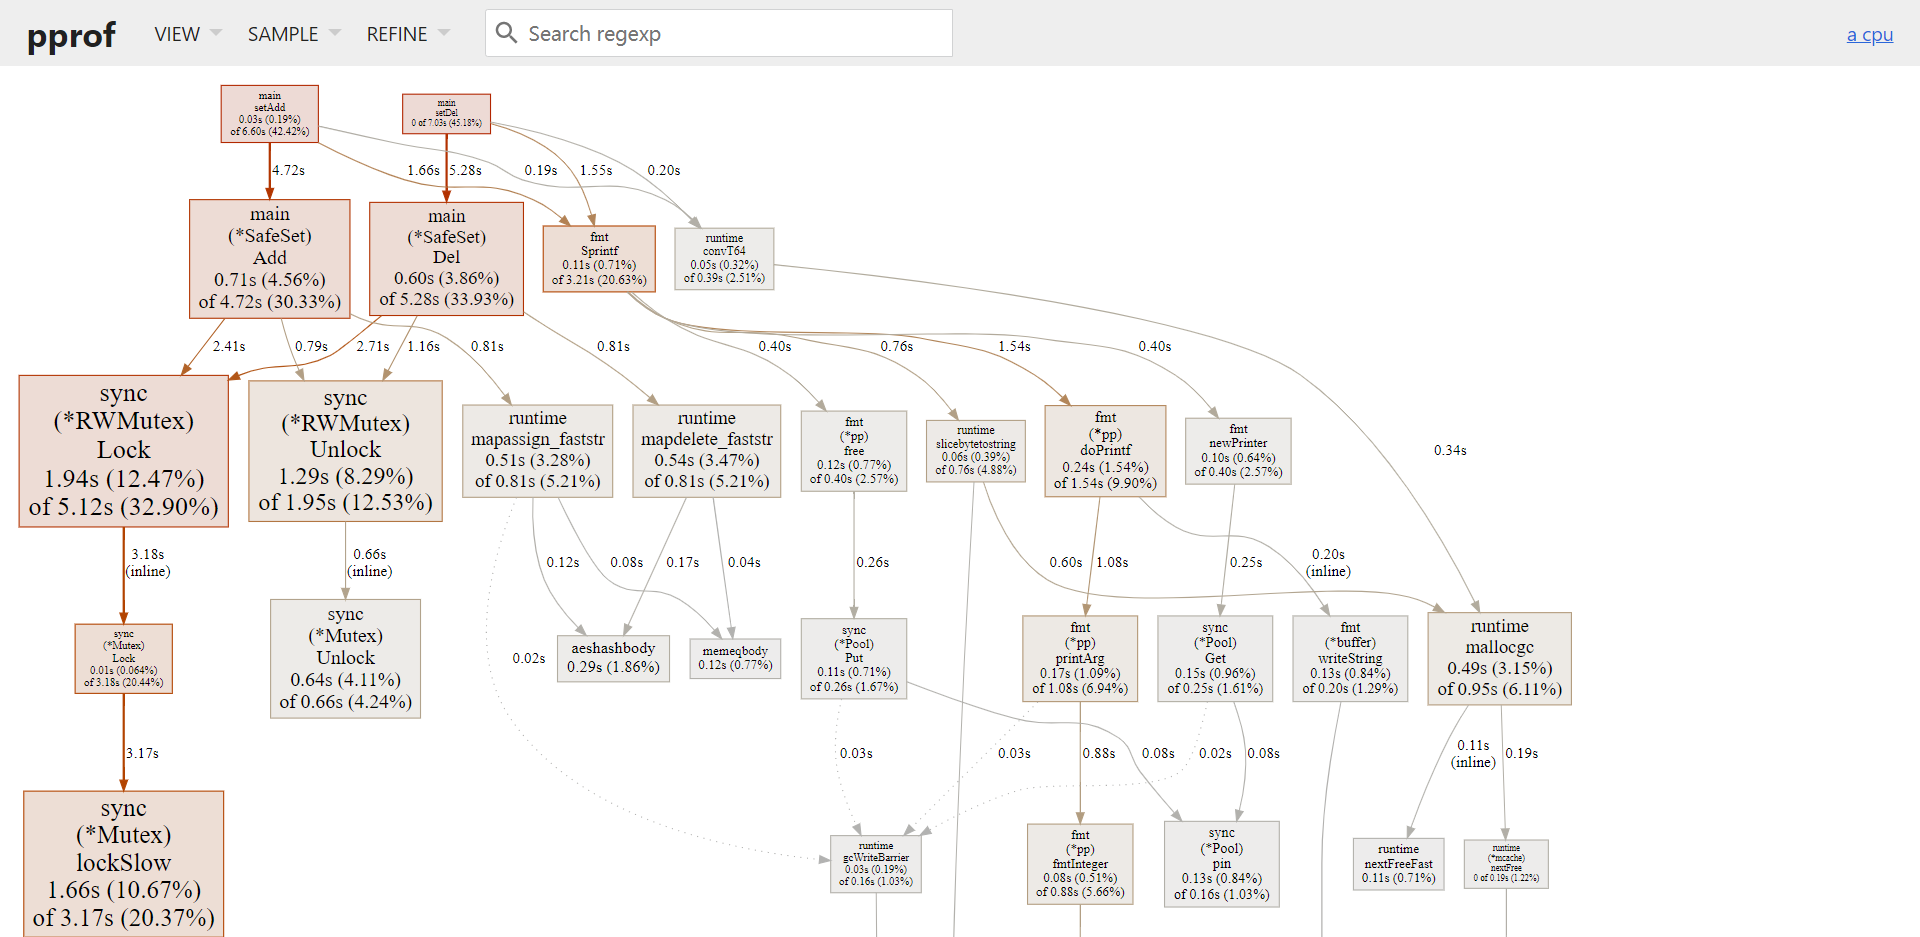 pprof
VIEW
SAMPLE
REFINE
Search regexp
a cpu
main
setAdd
0.03s (0.19%)
of 6.60s (42.42%)
main
setDel
0 of 7.03s (45.18%)
4.72s
1.66s
5.28s
0.19s
1.55s
0.20s
main
(*SafeSet)
Add
0.71s (4.56%)
of 4.72s (30.33%)
main
(*SafeSet)
Del
0.60s (3.86%)
of 5.28s (33.93%)
fmt
Sprintf
0.11s (0.71%)
of 3.21s (20.63%)
runtime
convT64
0.05s (0.32%)
of 0.39s (2.51%)
2.41s
0.79s
2.71s
1.16s
0.81s
0.81s
0.40s
0.76s
1.54s
0.40s
0.34s
sync
(*RWMutex)
Lock
1.94s (12.47%)
of 5.12s (32.90%)
sync
(*RWMutex)
Unlock
1.29s (8.29%)
of 1.95s (12.53%)
runtime
mapassign_faststr
0.51s (3.28%)
of 0.81s (5.21%)
runtime
mapdelete_faststr
0.54s (3.47%)
of 0.81s (5.21%)
fmt
(*pp)
free
0.12s (0.77%)
of 0.40s (2.57%)
runtime
slicebytetostring
0.06s (0.39%)
of 0.76s (4.88%)
fmt
(*pp)
doPrintf
0.24s (1.54%)
of 1.54s (9.90%)
fmt
newPrinter
0.10s (0.64%)
of 0.40s (2.57%)
3.18s
(inline)
0.66s
(inline)
0.12s
0.08s
0.17s
0.04s
0.26s
0.60s
1.08s
0.25s
0.20s
(inline)
sync
(*Mutex)
Lock
0.01s (0.064%)
of 3.18s (20.44%)
sync
(*Mutex)
Unlock
0.64s (4.11%)
of 0.66s (4.24%)
0.02s
aeshashbody
0.29s (1.86%)
memeqbody
0.12s (0.77%)
sync
(*Pool)
Put
0.11s (0.71%)
of 0.26s (1.67%)
fmt
(*pp)
printArg
0.17s (1.09%)
of 1.08s (6.94%)
sync
(*Pool)
Get
0.15s (0.96%)
of 0.25s (1.61%)
fmt
(*buffer)
writeString
0.13s (0.84%)
of 0.20s (1.29%)
runtime
mallocgc
0.49s (3.15%)
of 0.95s (6.11%)
3.17s
0.03s
0.03s
0.88s
0.08s
0.02s
0.08s
0.11s
(inline)
0.19s
sync
(*Mutex)
lockSlow
1.66s (10.67%)
of 3.17s (20.37%)
runtime
gcWriteBarrier
0.03s (0.19%)
of 0.16s (1.03%)
fmt
(*pp)
fmtInteger
0.08s (0.51%)
of 0.88s (5.66%)
sync
(*Pool)
pin
0.13s (0.84%)
of 0.16s (1.03%)
runtime
nextFreeFast
0.11s (0.71%)
runtime
(*mcache)
nextFree
0 of 0.19s (1.22%)